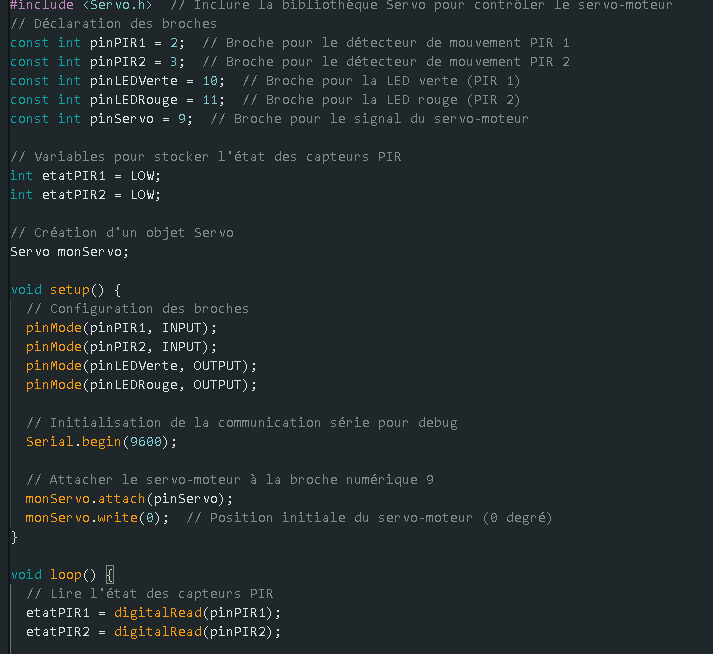 #include <Servo.h>  // Inclure la bibliothèque Servo pour contrôler le servo-moteur
// Déclaration des broches
const int pinPIR1 = 2;  // Broche pour le détecteur de mouvement PIR 1
const int pinPIR2 = 3;  // Broche pour le détecteur de mouvement PIR 2
const int pinLEDVerte = 10;  // Broche pour la LED verte (PIR 1)
const int pinLEDRouge = 11;  // Broche pour la LED rouge (PIR 2)
const int pinServo = 9;  // Broche pour le signal du servo-moteur

// Variables pour stocker l'état des capteurs PIR
int etatPIR1 = LOW;
int etatPIR2 = LOW;

// Création d'un objet Servo
Servo monServo;

void setup() {
  // Configuration des broches
  pinMode(pinPIR1, INPUT);
  pinMode(pinPIR2, INPUT);
  pinMode(pinLEDVerte, OUTPUT);
  pinMode(pinLEDRouge, OUTPUT);

  // Initialisation de la communication série pour debug
  Serial.begin(9600);

  // Attacher le servo-moteur à la broche numérique 9
  monServo.attach(pinServo);
  monServo.write(0);  // Position initiale du servo-moteur (0 degré)
}

void loop() {
  // Lire l'état des capteurs PIR
  etatPIR1 = digitalRead(pinPIR1);
  etatPIR2 = digitalRead(pinPIR2);